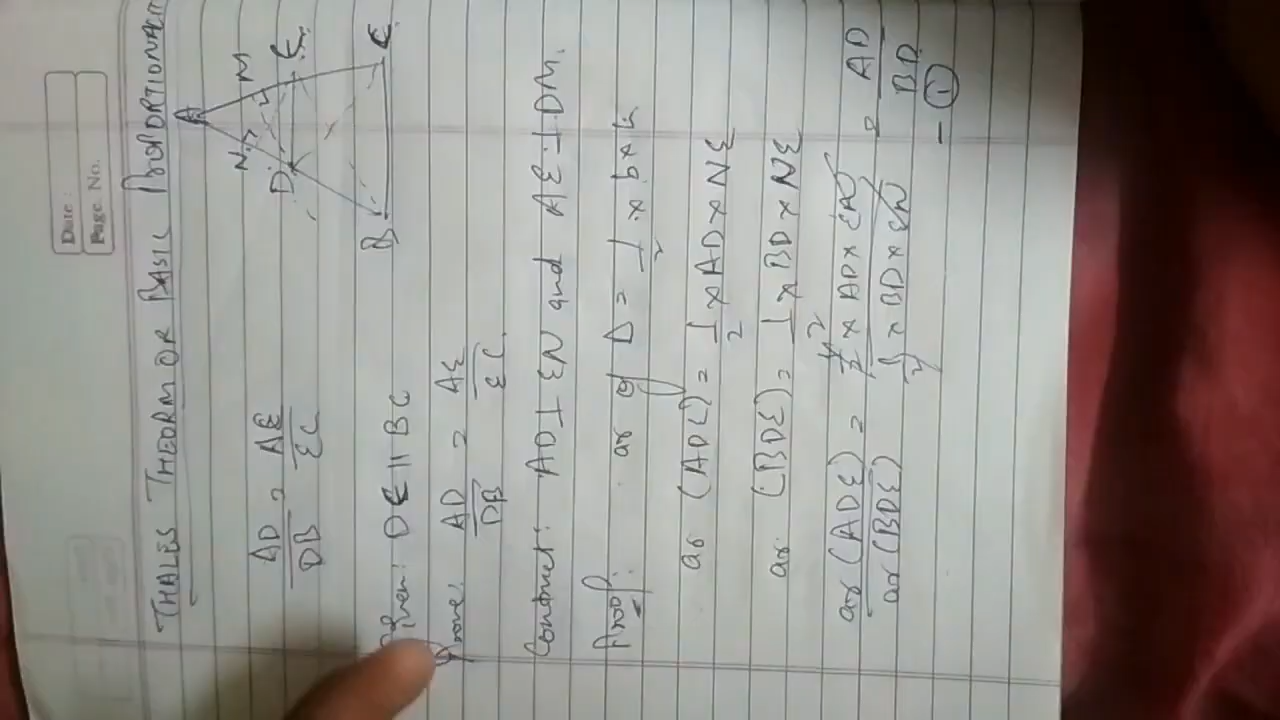 Date :
Page No.
THALES THEORM OR BASIC PROPORTIONALIT
A
N M
D E
B C
AD/DB = AE/EC
Given: DE || BC
Prove: AD/DB = AE/EC
Construct: AD ⊥ EN and AE ⊥ DM.
Proof: ar of Δ = 1/2 × b × h
ar (ADE) = 1/2 × AD × NE
ar (BDE) = 1/2 × BD × NE
ar (ADE)/ar (BDE) = 1/2 × AD × EN / 1/2 × BD × EN = AD/BD – ①